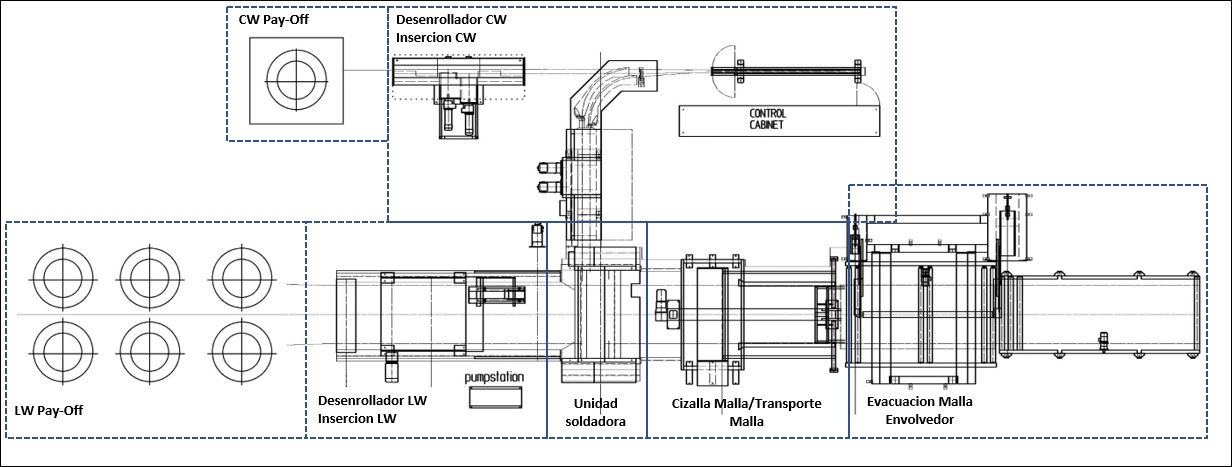 CW Pay-Off
Desenrollador CW
Insercion CW
CONTROL
CABINET
LW Pay-Off
pumpstation
Desenrollador LW
Insercion LW
Unidad
soldadora
Cizalla Malla/Transporte
Malla
Evacuacion Malla
Envolvedor